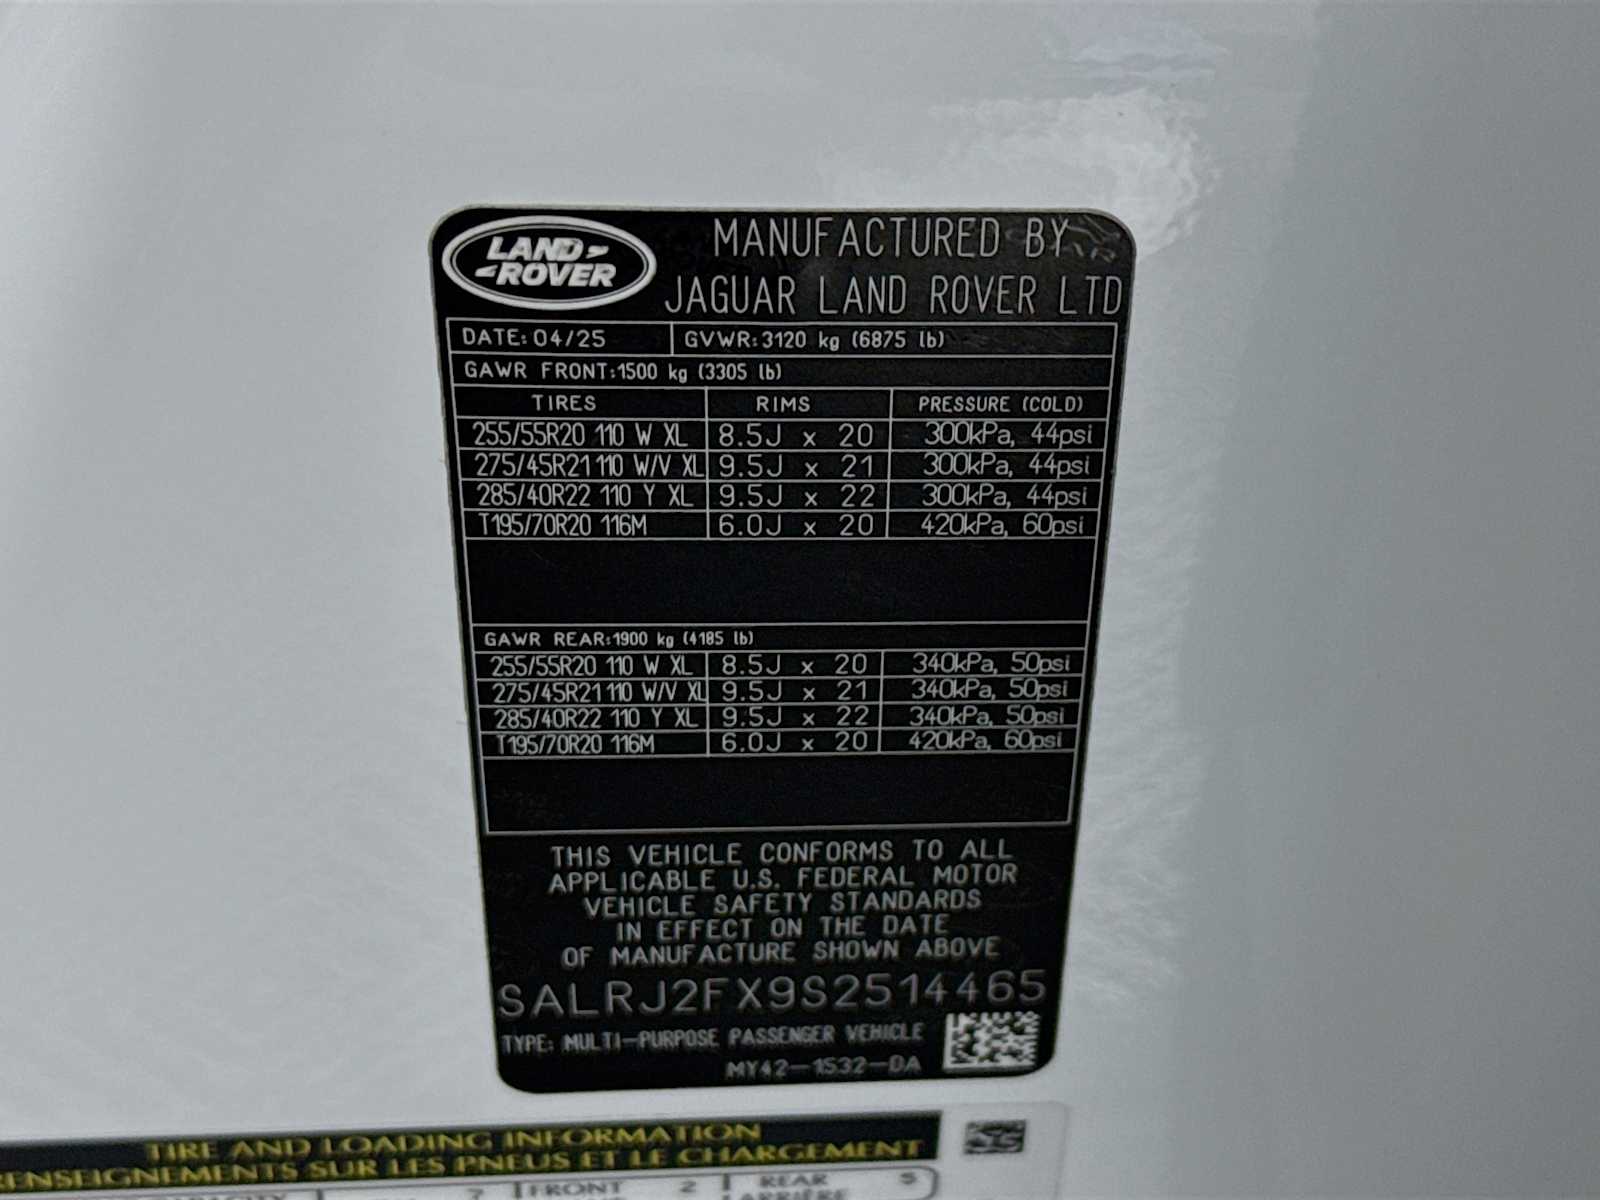 LAND ROVER
MANUFACTURED BY
JAGUAR LAND ROVER LTD
DATE: 04/25 GVWR: 3120 kg (6875 lb)
GAWR FRONT: 1500 kg (3305 lb)
TIRES RIMS PRESSURE (COLD)
255/55R20 110 W XL 8.5J x 20 300kPa, 44psi
275/45R21 110 W/V XL 9.5J x 21 300kPa, 44psi
285/40R22 110 Y XL 9.5J x 22 300kPa, 44psi
T195/70R20 116M 6.0J x 20 420kPa, 60psi
GAWR REAR: 1900 kg (4185 lb)
255/55R20 110 W XL 8.5J x 20 340kPa, 50psi
275/45R21 110 W/V XL 9.5J x 21 340kPa, 50psi
285/40R22 110 Y XL 9.5J x 22 340kPa, 50psi
T195/70R20 116M 6.0J x 20 420kPa, 60psi
THIS VEHICLE CONFORMS TO ALL
APPLICABLE U.S. FEDERAL MOTOR
VEHICLE SAFETY STANDARDS
IN EFFECT ON THE DATE
OF MANUFACTURE SHOWN ABOVE
SALRJ2FX9S2514465
TYPE: MULTI-PURPOSE PASSENGER VEHICLE
MY42-1532-DA
TIRE AND LOADING INFORMATION
RENSEIGNEMENTS SUR LES PNEUS ET LE CHARGEMENT
7 FRONT 2 REAR 5